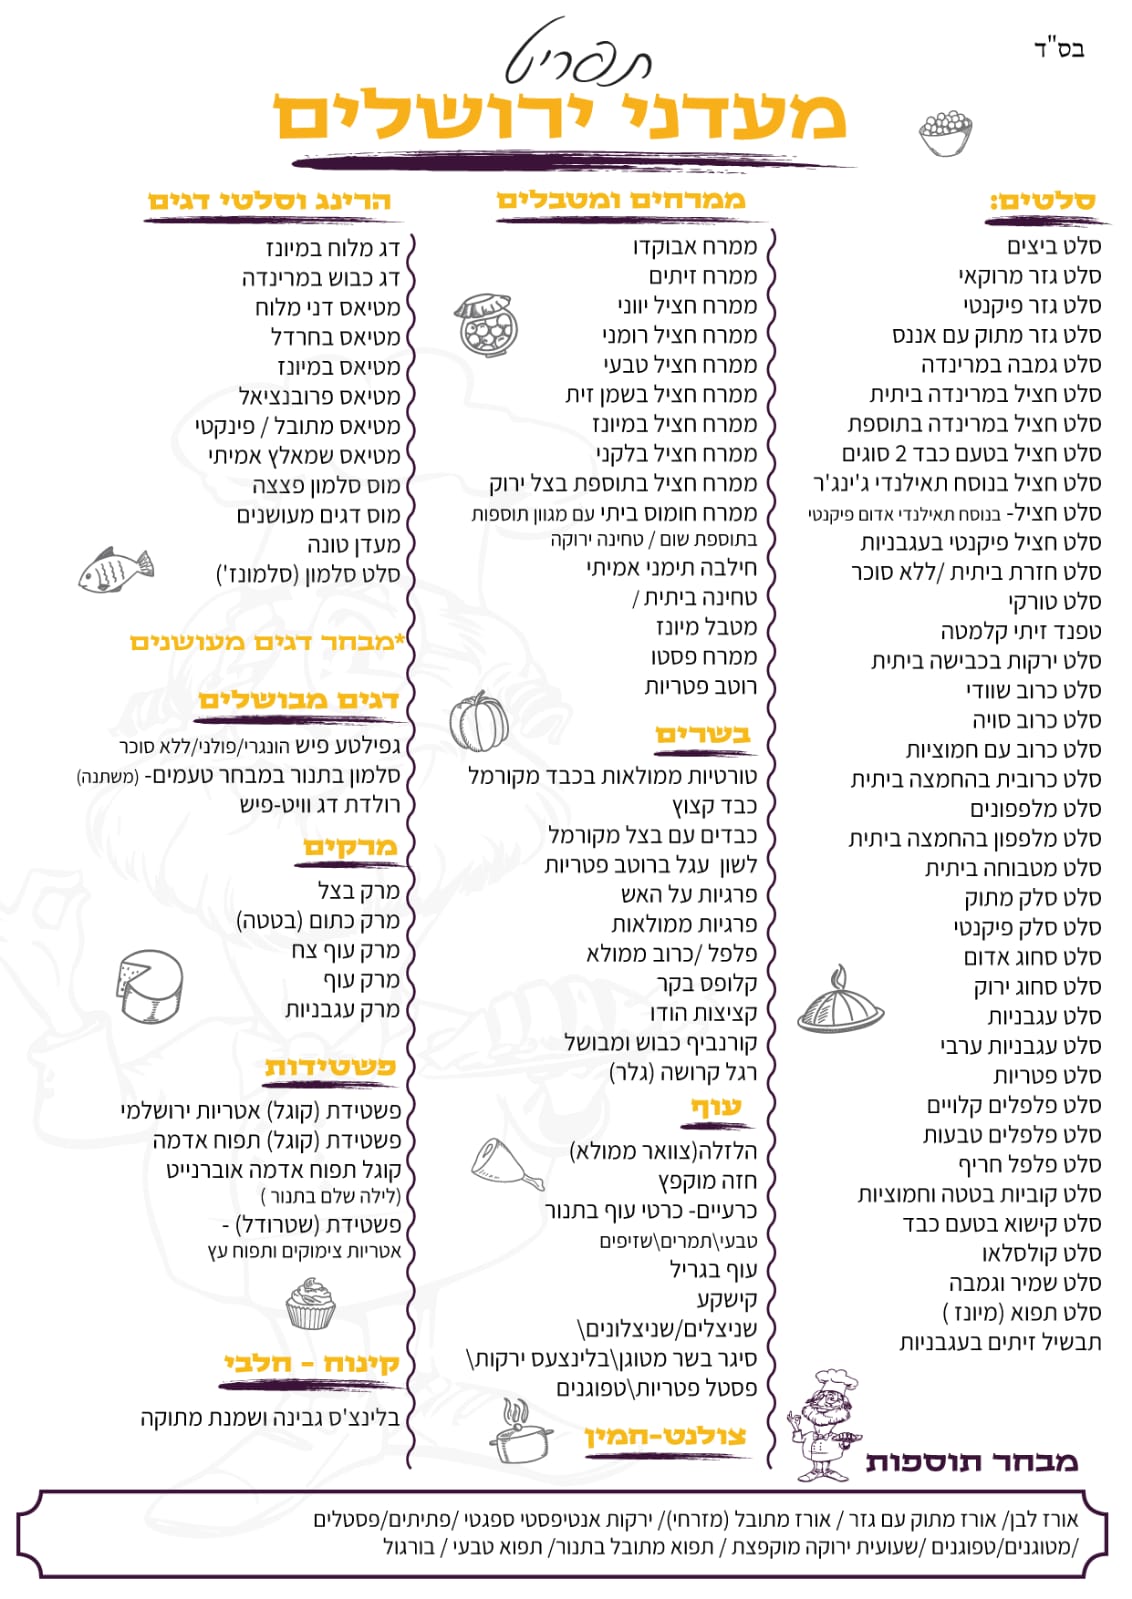 בס"ד
תפריט
מעדני ירושלים
סלטים:
סלט ביצים
סלט גזר מרוקאי
סלט גזר פיקנטי
סלט גזר מתוק עם אננס
סלט גמבה במרינדה
סלט חציל במרינדה ביתית
סלט חציל במרינדה בתוספת
סלט חציל בטעם כבד 2 סוגים
סלט חציל בנוסח תאילנדי ג'ינג'ר
סלט חציל- בנוסח תאילנדי אדום פיקנטי
סלט חציל פיקנטי בעגבניות
סלט חזרת ביתית /ללא סוכר
סלט טורקי
טפנד זיתי קלמטה
סלט ירקות בכבישה ביתית
סלט כרוב שוודי
סלט כרוב סויה
סלט כרוב עם חמוציות
סלט כרובית בהחמצה ביתית
סלט מלפפונים
סלט מלפפון בהחמצה ביתית
סלט מטבוחה ביתית
סלט סלק מתוק
סלט סלק פיקנטי
סלט סחוג אדום
סלט סחוג ירוק
סלט עגבניות
סלט עגבניות ערבי
סלט פטריות
סלט פלפלים קלויים
סלט פלפלים טבעות
סלט פלפל חריף
סלט קוביות בטטה וחמוציות
סלט קישוא בטעם כבד
סלט קולסלאו
סלט שמיר וגמבה
סלט תפוא (מיונז )
תבשיל זיתים בעגבניות
ממרחים ומטבלים
ממרח אבוקדו
ממרח זיתים
ממרח חציל יווני
ממרח חציל רומני
ממרח חציל טבעי
ממרח חציל בשמן זית
ממרח חציל במיונז
ממרח חציל בלקני
ממרח חציל בתוספת בצל ירוק
ממרח חומוס ביתי עם מגוון תוספות
בתוספת שום / טחינה ירוקה
חילבה תימני אמיתי
טחינה ביתית /
מטבל מיונז
ממרח פסטו
רוטב פטריות
בשרים
טורטיות ממולאות בכבד מקורמל
כבד קצוץ
כבדים עם בצל מקורמל
לשון עגל ברוטב פטריות
פרגיות על האש
פרגיות ממולאות
פלפל /כרוב ממולא
קלופס בקר
קציצות הודו
קורנביף כבוש ומבושל
רגל קרושה (גלר)
עוף
הלזלה(צוואר ממולא)
חזה מוקפץ
כרעיים- כרטי עוף בתנור
טבעי\תמרים\שזיפים
עוף בגריל
קישקע
שניצלים/שניצלונים\
סיגר בשר מטוגן\בלינצעס ירקות\
פסטל פטריות\טפוגנים
צולנט-חמין
הרינג וסלטי דגים
דג מלוח במיונז
דג כבוש במרינדה
מטיאס דני מלוח
מטיאס בחרדל
מטיאס במיונז
מטיאס פרובנציאל
מטיאס מתובל / פינקטי
מטיאס שמאלץ אמיתי
מוס סלמון פצצה
מוס דגים מעושנים
מעדן טונה
סלט סלמון (סלמונז')
*מבחר דגים מעושנים
דגים מבושלים
גפילטע פיש הונגרי/פולני/ללא סוכר
סלמון בתנור במבחר טעמים- (משתנה)
רולדת דג וויט-פיש
מרקים
מרק בצל
מרק כתום (בטטה)
מרק עוף צח
מרק עוף
מרק עגבניות
פשטידות
פשטידת (קוגל) אטריות ירושלמי
פשטידת (קוגל) תפוח אדמה
קוגל תפוח אדמה אוברנייט
(לילה שלם בתנור )
פשטידת (שטרודל) -
אטריות צימוקים ותפוח עץ
קינוח - חלבי
בלינצ'ס גבינה ושמנת מתוקה
מבחר תוספות
אורז לבן/ אורז מתוק עם גזר / אורז מתובל (מזרחי)/ ירקות אנטיפסטי ספגטי /פתיתים/פסטלים
/מטוגנים/טפוגנים /שעועית ירוקה מוקפצת / תפוא מתובל בתנור/ תפוא טבעי / בורגול